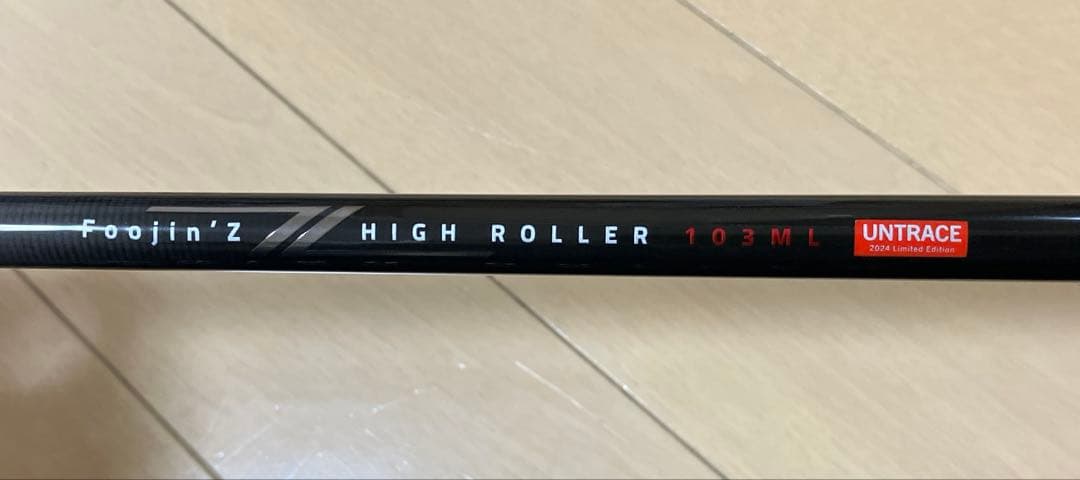 Foojin'Z HIGH ROLLER 103ML UNTRACE
2024 Limited Edition